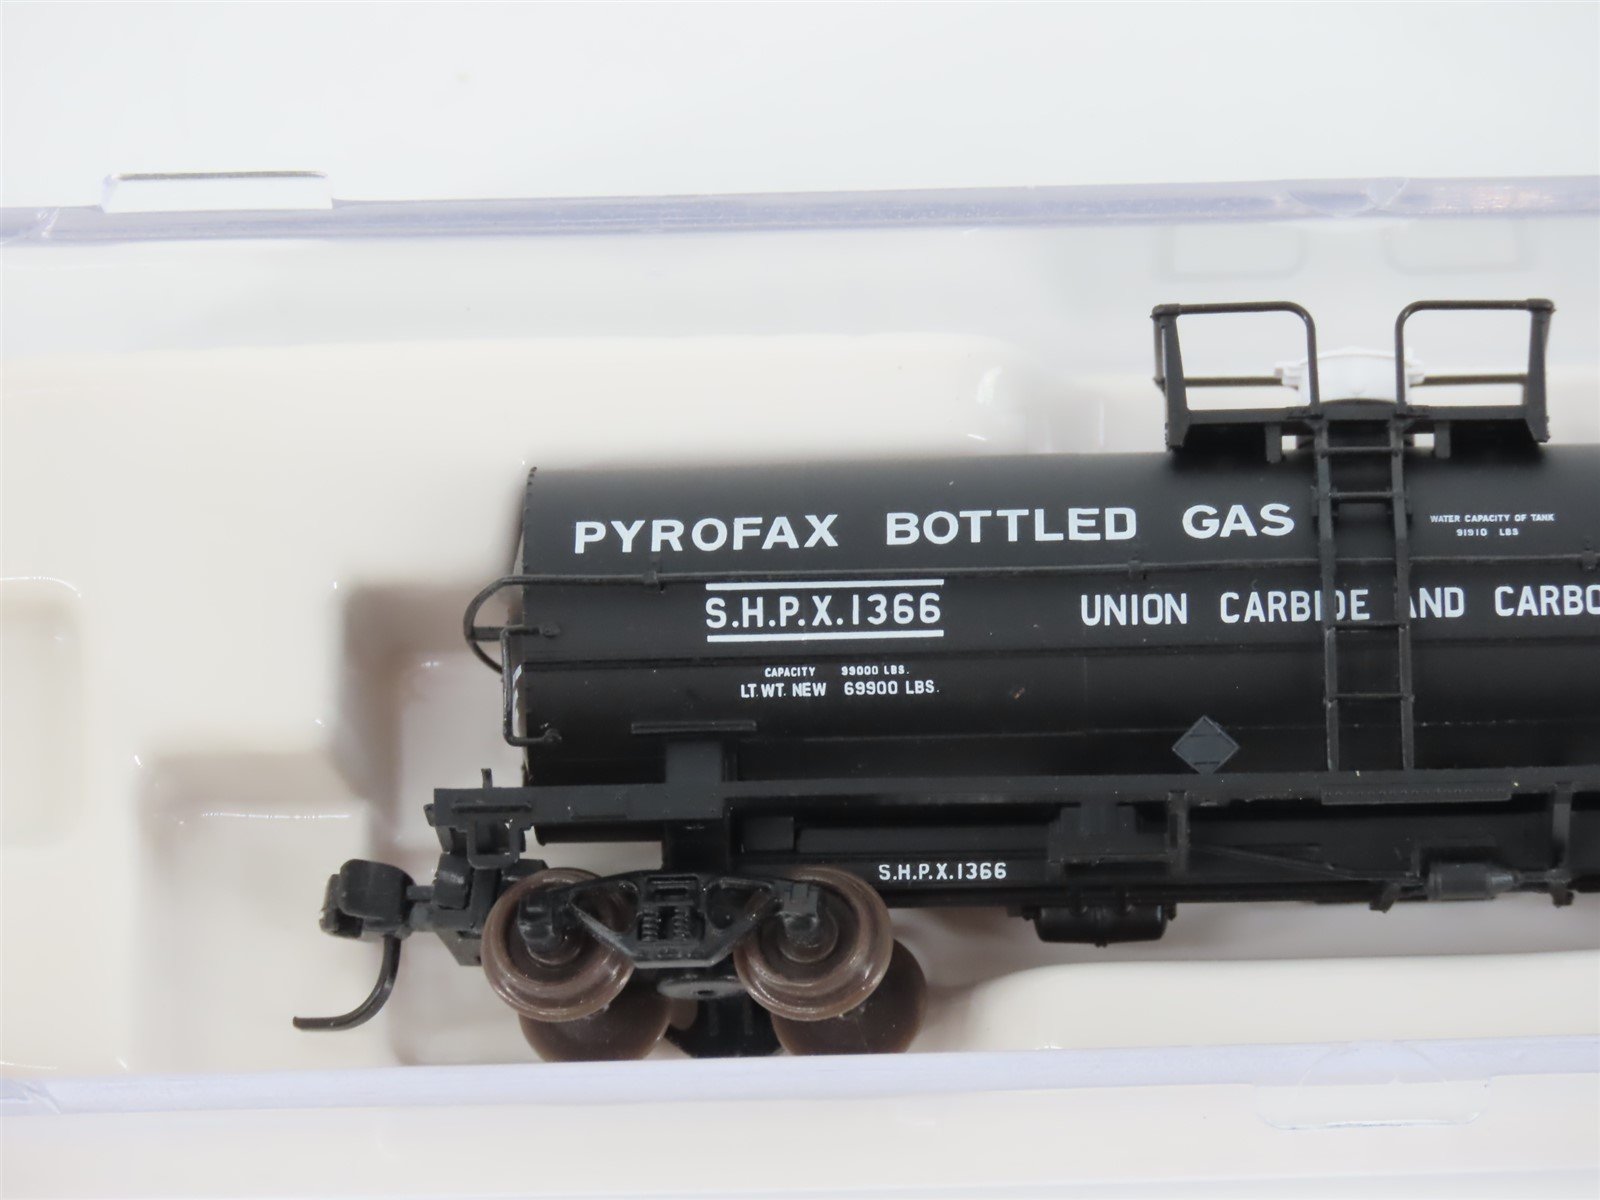 PYROFAX BOTTLED GAS
WATER CAPACITY OF TANK
91910 LBS
S.H.P.X.1366
UNION CARBIDE AND CARBO
CAPACITY 99000 LBS.
LT. WT. NEW 69900 LBS.
S.H.P.X.1366